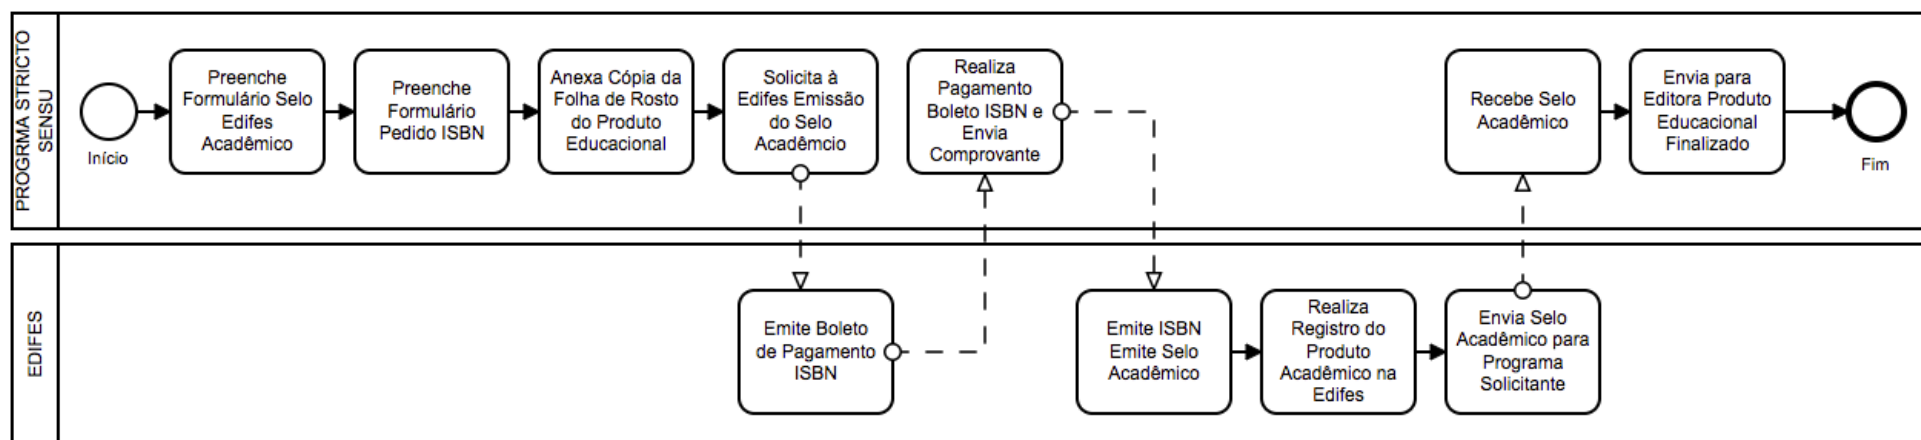 PROGRMA STRICTO
SENSU
Início
Preenche
Formulário Selo
Edifes
Acadêmico
Preenche
Formulário
Pedido ISBN
Anexa Cópia da
Folha de Rosto
do Produto
Educacional
Solicita à
Edifes Emissão
do Selo
Acadêmcio
Realiza
Pagamento
Boleto ISBN e
Envia
Comprovante
Recebe Selo
Acadêmico
Envia para
Editora Produto
Educacional
Finalizado
Fim
EDIFES
Emite Boleto
de Pagamento
ISBN
Emite ISBN
Emite Selo
Acadêmico
Realiza
Registro do
Produto
Acadêmico na
Edifes
Envia Selo
Acadêmico para
Programa
Solicitante